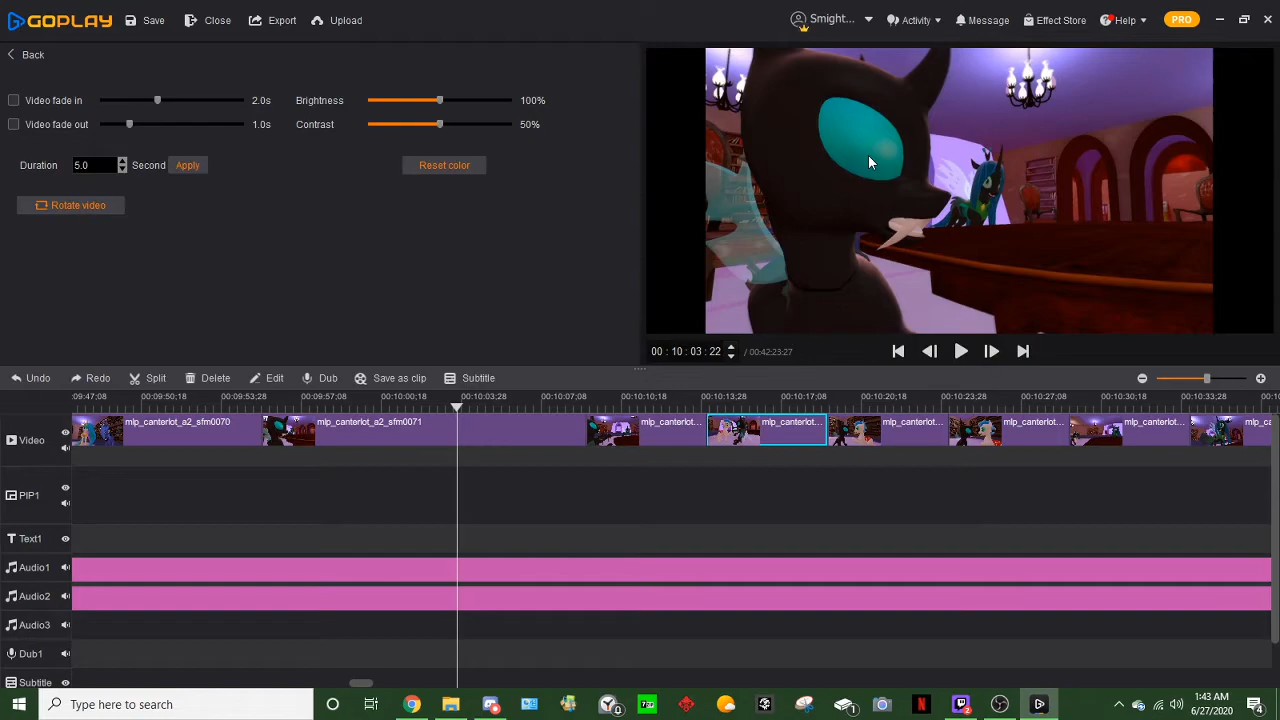 GOPLAY Save Close Export Upload Smight... Activity Message Effect Store Help PRO
Back
Video fade in 2.0s Brightness 100%
Video fade out 1.0s Contrast 50%
Duration 5.0 Second Apply Reset color
Rotate video
00 : 10 : 03 : 22 / 00:42:23:27
Undo Redo Split Delete Edit Dub Save as clip Subtitle
:09:47;08 00:09:50;18 00:09:53;28 00:09:57;08 00:10:00;18 00:10:03;28 00:10:07;08 00:10:10;18 00:10:13;28 00:10:17;08 00:10:20;18 00:10:23;28 00:10:27;08 00:10:30;18 00:10:33;28 00:10
Video mlp_canterlot_a2_sfm0070 mlp_canterlot_a2_sfm0071 mlp_canterlot... mlp_canterlot... mlp_canterlot... mlp_canterlot... mlp_canterlot... mlp_c
PIP1
Text1
Audio1
Audio2
Audio3
Dub1
Subtitle
Type here to search
1:43 AM
6/27/2020